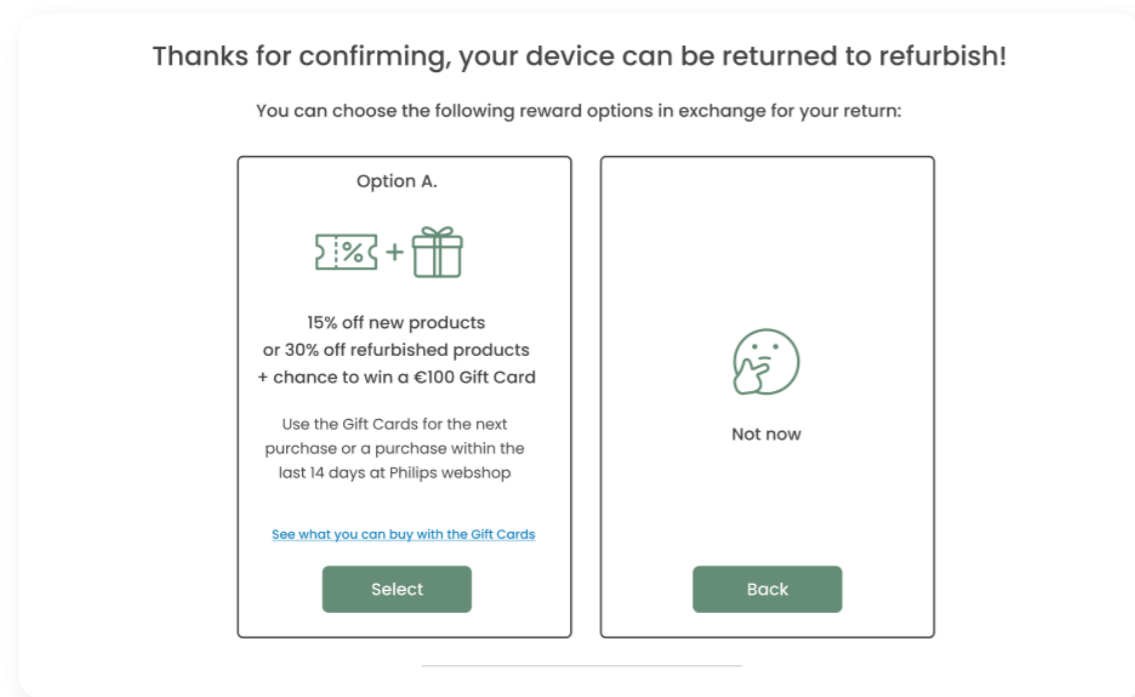 Thanks for confirming, your device can be returned to refurbish!
You can choose the following reward options in exchange for your return:
Option A.
%
15% off new products
or 30% off refurbished products
+ chance to win a €100 Gift Card
Use the Gift Cards for the next
purchase or a purchase within the
last 14 days at Philips webshop
See what you can buy with the Gift Cards
Select
Not now
Back